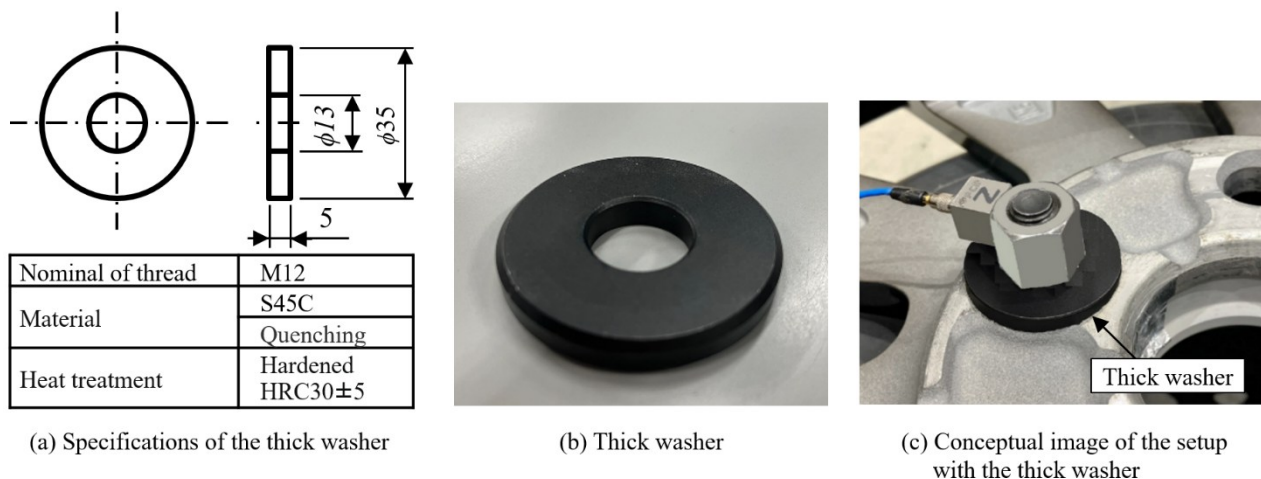 ϕ13
ϕ35
5
Nominal of thread M12
Material S45C
Quenching
Heat treatment Hardened
HRC30±5
Z
Thick washer
(a) Specifications of the thick washer
(b) Thick washer
(c) Conceptual image of the setup
with the thick washer